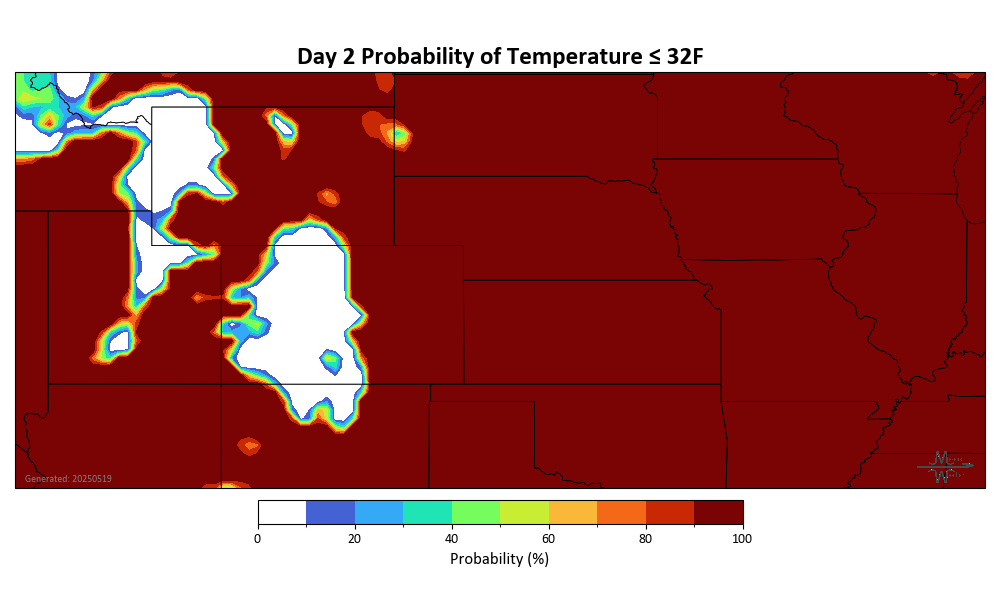 Day 2 Probability of Temperature ≤ 32F
Generated: 20250519
0 20 40 60 80 100
Probability (%)